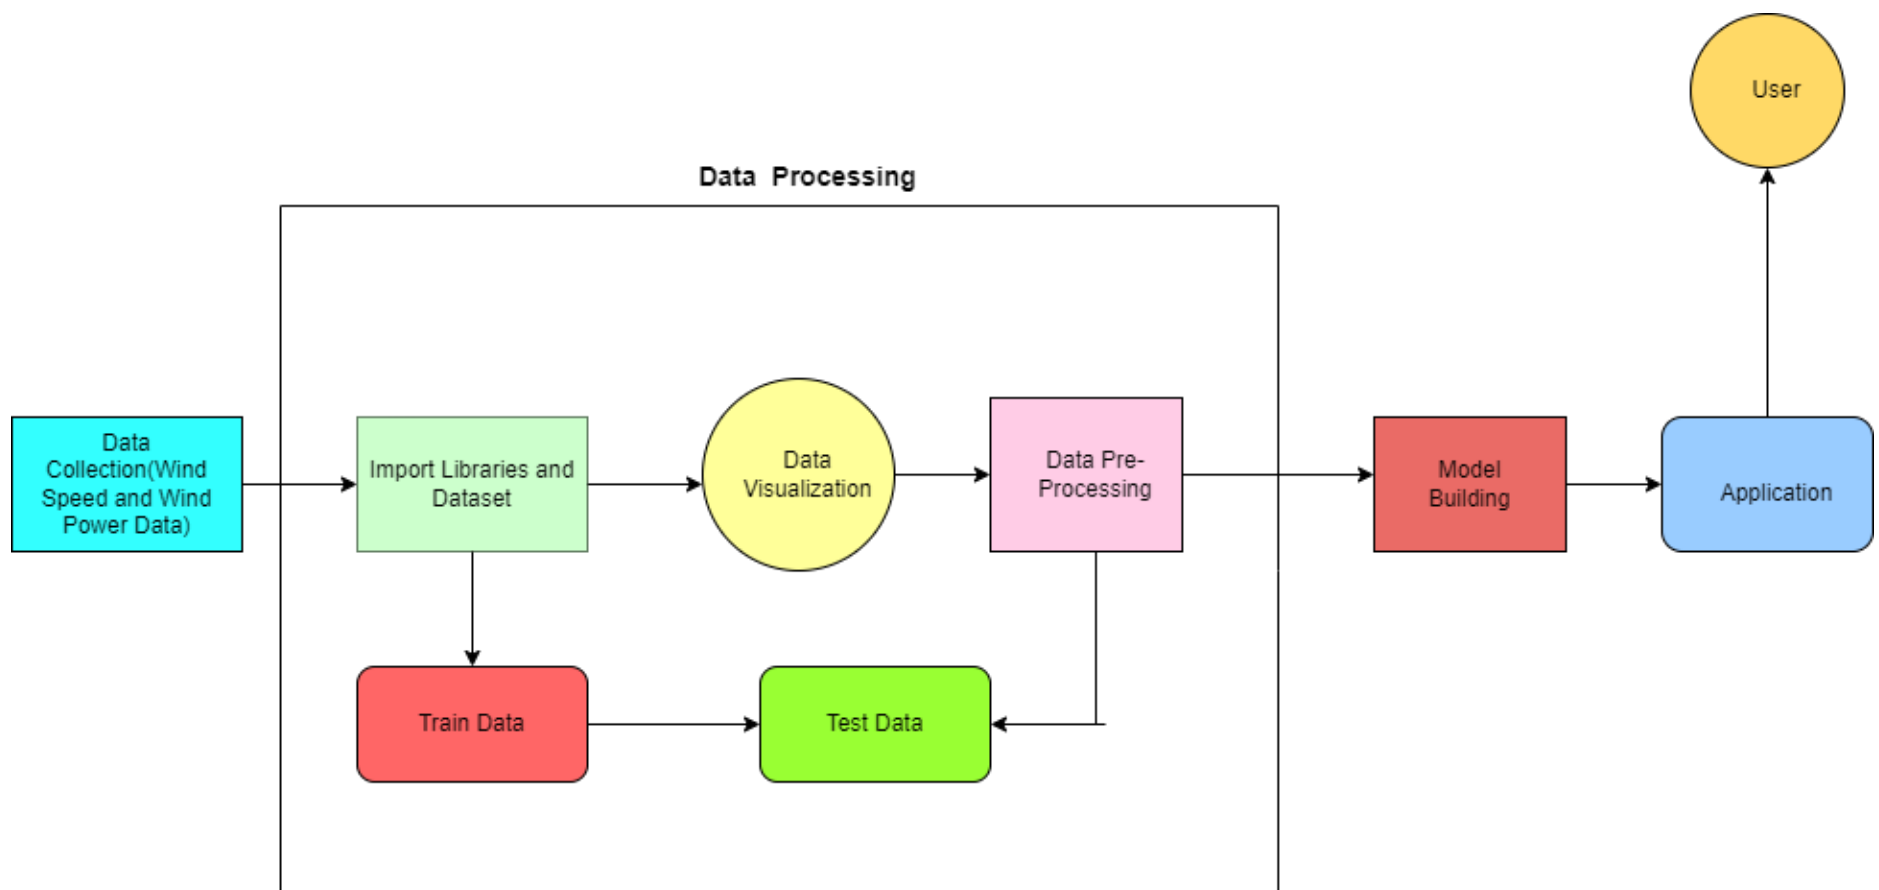 User
Data  Processing
Data
Collection(Wind
Speed and Wind
Power Data)
Import Libraries and
Dataset
Data
Visualization
Data Pre-
Processing
Model
Building
Application
Train Data
Test Data